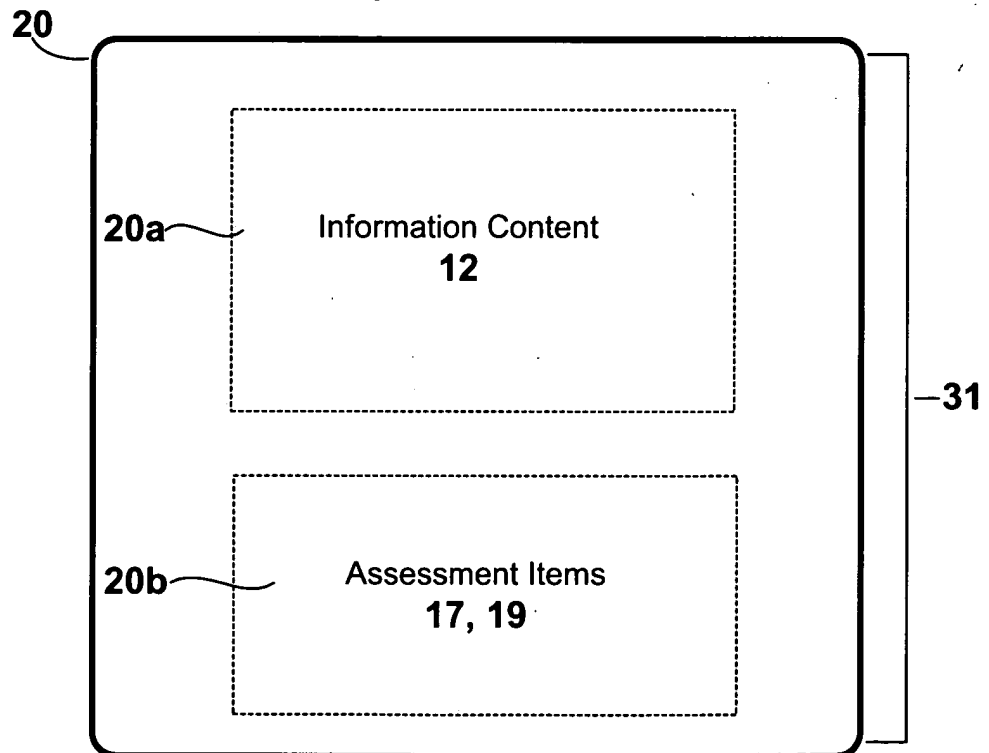 20
20a
Information Content
12
31
20b
Assessment Items
17, 19